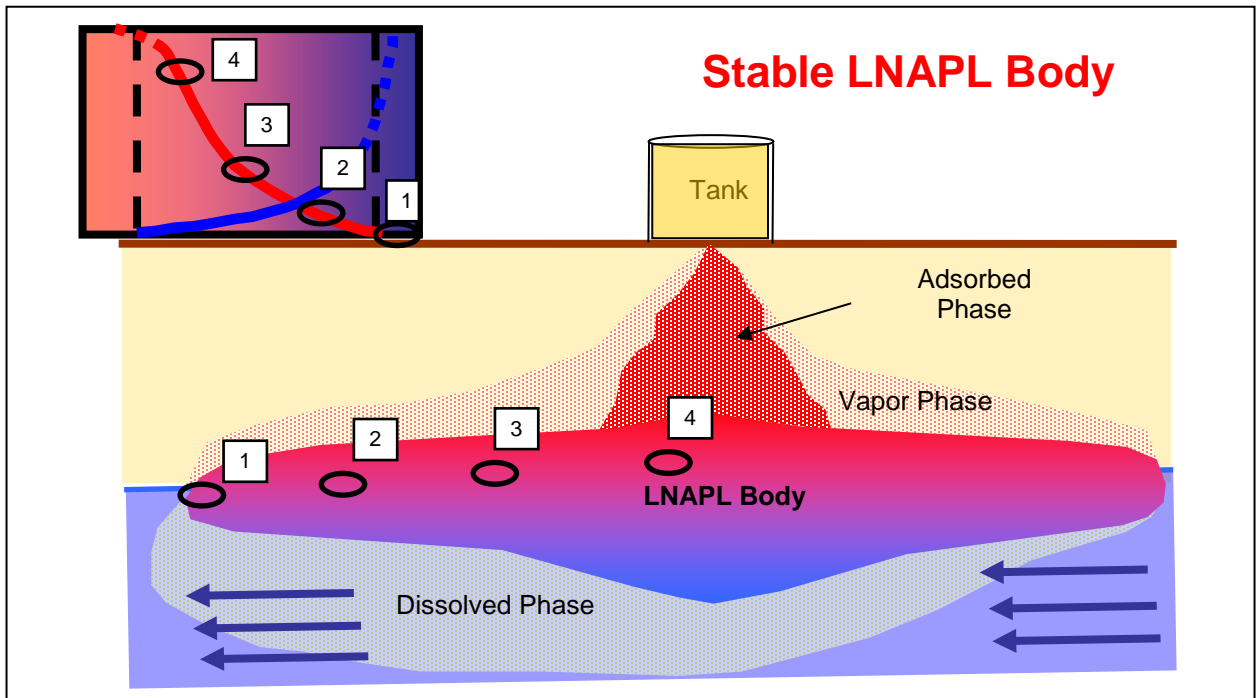 Stable LNAPL Body
4
3
2
1
Tank
Adsorbed
Phase
Vapor Phase
4
3
2
1
LNAPL Body
Dissolved Phase